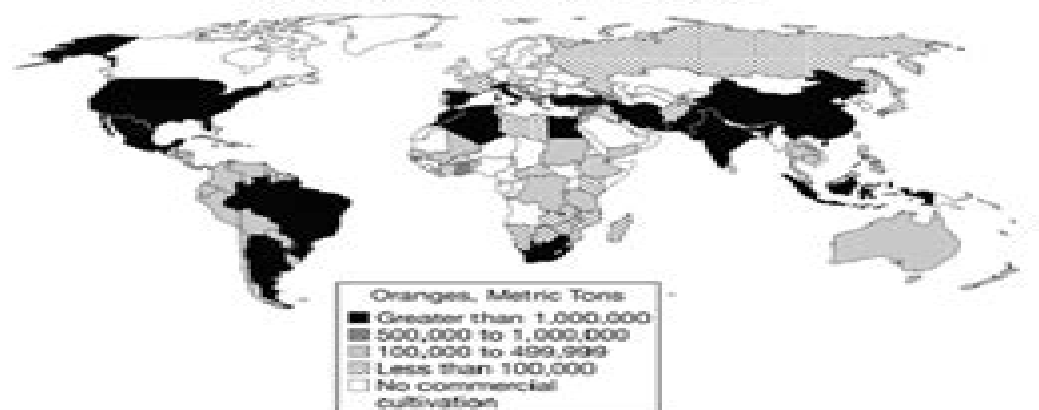 Oranges, Metric Tons
Greater than 1,000,000
500,000 to 1,000,000
100,000 to 499,999
Less than 100,000
No commercial
cultivation